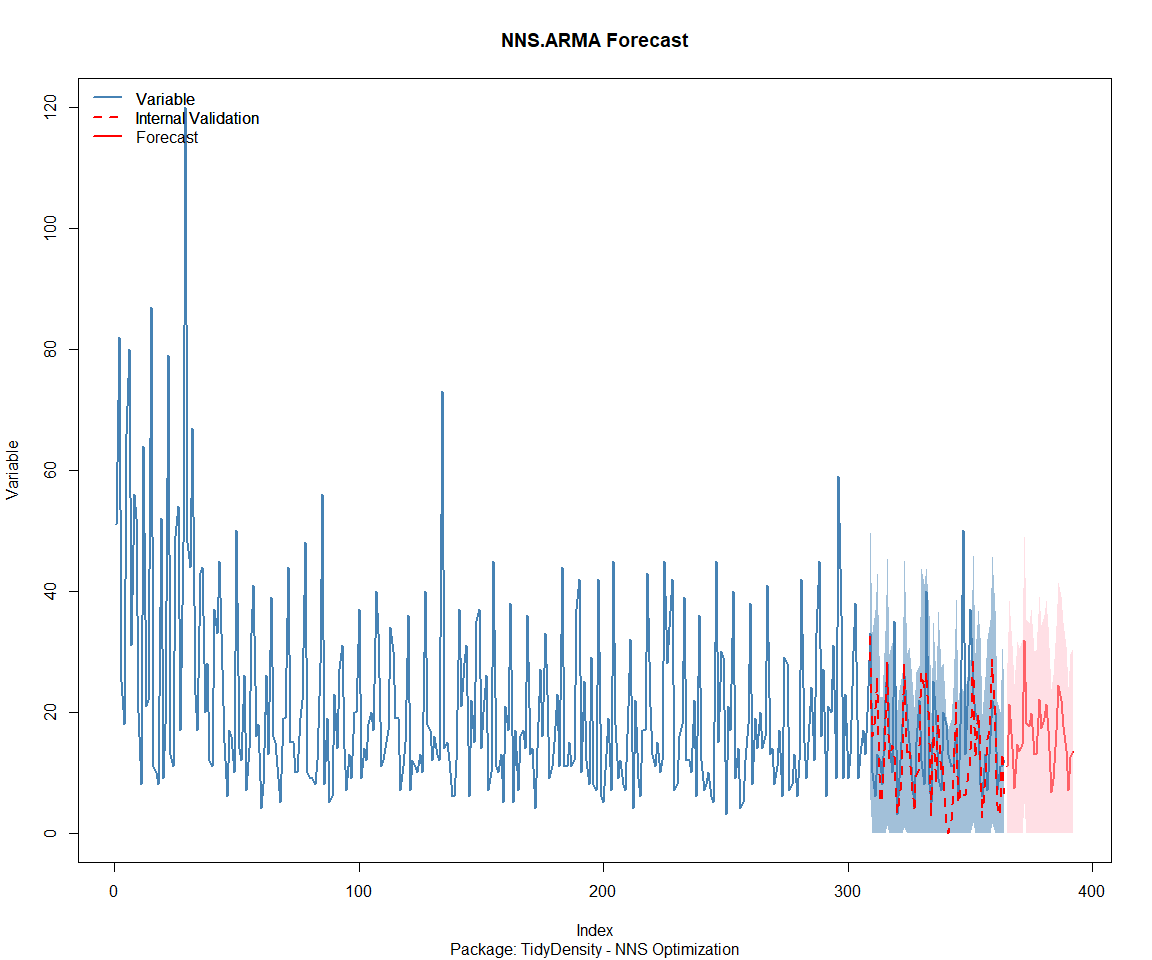 NNS.ARMA Forecast
Variable
Internal Validation
Forecast
120
100
80
60
40
20
0
Variable
0
100
200
300
400
Index
Package: TidyDensity - NNS Optimization